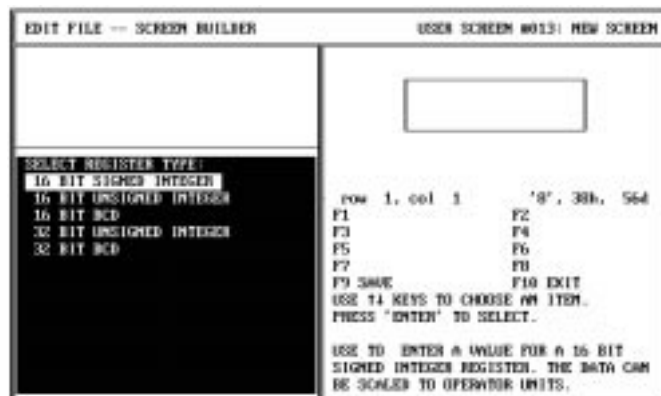 EDIT FILE -- SCREEN BUILDER
USER SCREEN #013: NEW SCREEN
SELECT REGISTER TYPE:
16 BIT SIGNED INTEGER
16 BIT UNSIGNED INTEGER
16 BIT BCD
32 BIT UNSIGNED INTEGER
32 BIT BCD
row 1, col 1 '8', 38h, 56d
F1 F2
F3 F4
F5 F6
F7 F8
F9 SAVE F10 EXIT
USE ↑↓ KEYS TO CHOOSE AN ITEM.
PRESS 'ENTER' TO SELECT.
USE TO ENTER A VALUE FOR A 16 BIT
SIGNED INTEGER REGISTER. THE DATA CAN
BE SCALED TO OPERATOR UNITS.